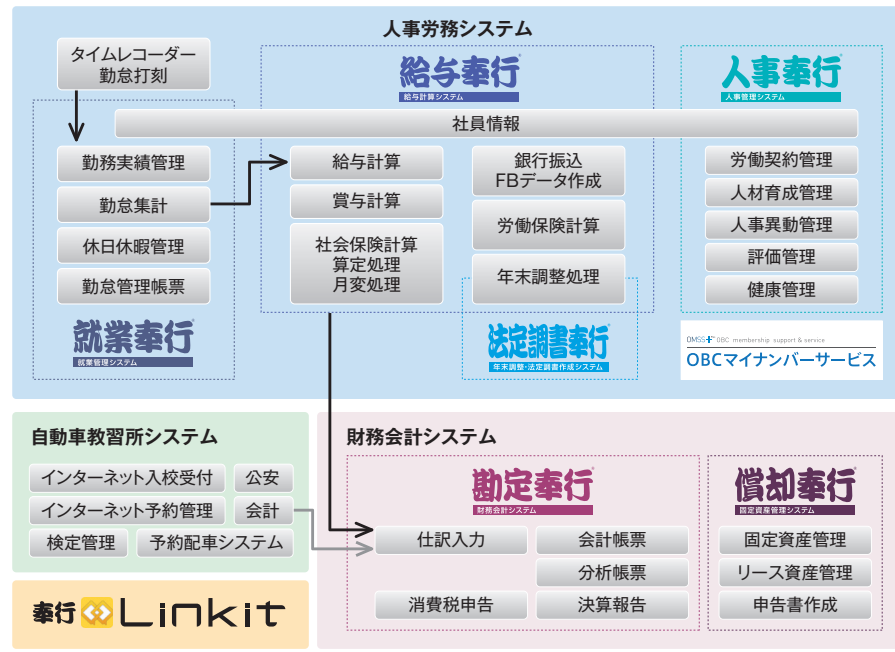 人事労務システム
タイムレコーダー
勤怠打刻
給与奉行
給与計算システム
人事奉行
人事管理システム
社員情報
勤務実績管理
勤怠集計
休日休暇管理
勤怠管理帳票
就業奉行
就業管理システム
給与計算
賞与計算
社会保険計算
算定処理
月変処理
銀行振込
FBデータ作成
労働保険計算
年末調整処理
法定調書奉行
年末調整・法定調書作成システム
労働契約管理
人材育成管理
人事異動管理
評価管理
健康管理
OMSS+ OBC membership support & service
OBCマイナンバーサービス
自動車教習所システム
インターネット入校受付
公安
インターネット予約管理
会計
検定管理
予約配車システム
奉行 Linkit
財務会計システム
勘定奉行
財務会計システム
仕訳入力
会計帳票
分析帳票
消費税申告
決算報告
償却奉行
固定資産管理システム
固定資産管理
リース資産管理
申告書作成